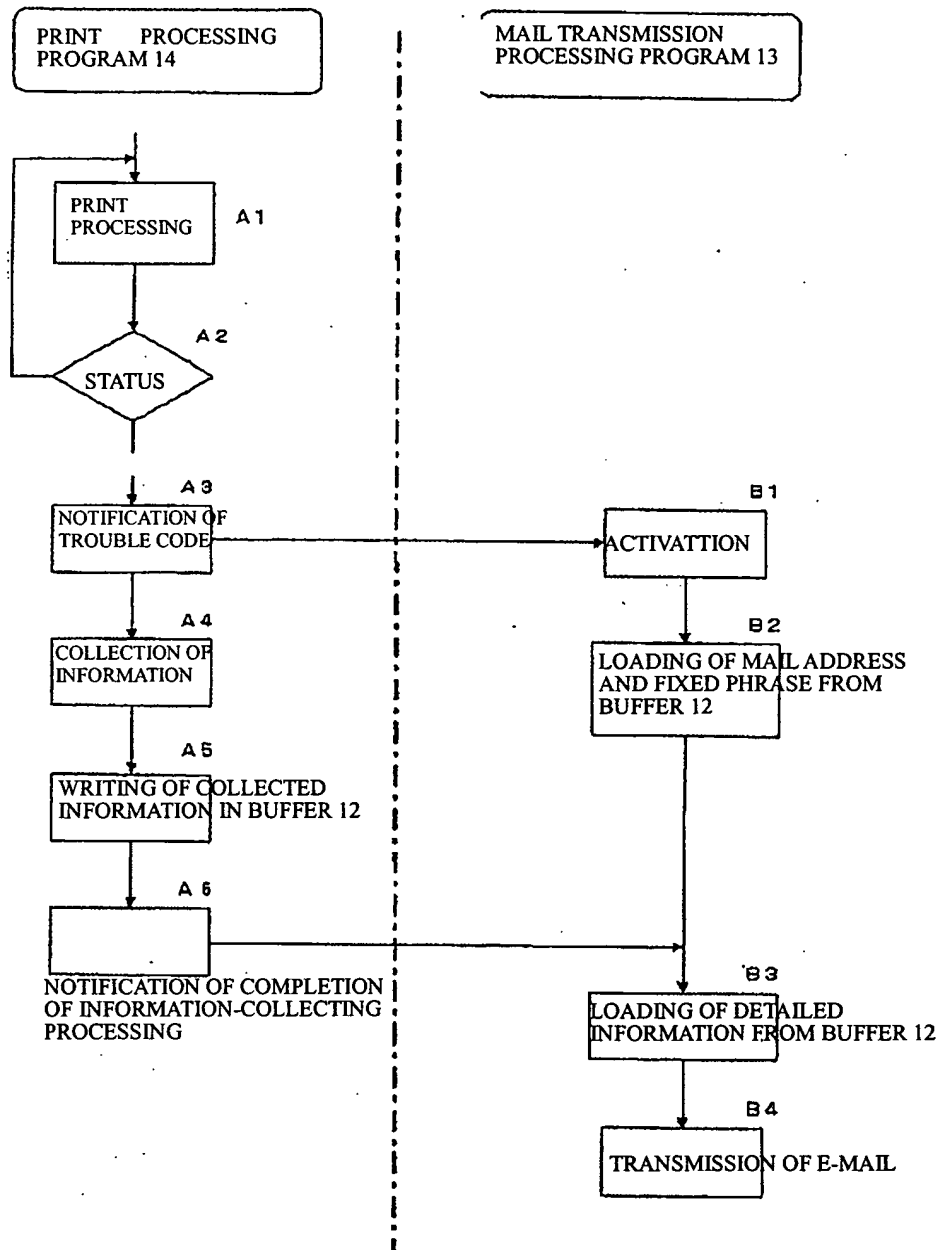 PRINT PROCESSING
PROGRAM 14
MAIL TRANSMISSION
PROCESSING PROGRAM 13
PRINT
PROCESSING
A1
A2
STATUS
A3
NOTIFICATION OF
TROUBLE CODE
B1
ACTIVATTION
A4
COLLECTION OF
INFORMATION
B2
LOADING OF MAIL ADDRESS
AND FIXED PHRASE FROM
BUFFER 12
A5
WRITING OF COLLECTED
INFORMATION IN BUFFER 12
A6
NOTIFICATION OF COMPLETION
OF INFORMATION-COLLECTING
PROCESSING
B3
LOADING OF DETAILED
INFORMATION FROM BUFFER 12
B4
TRANSMISSION OF E-MAIL